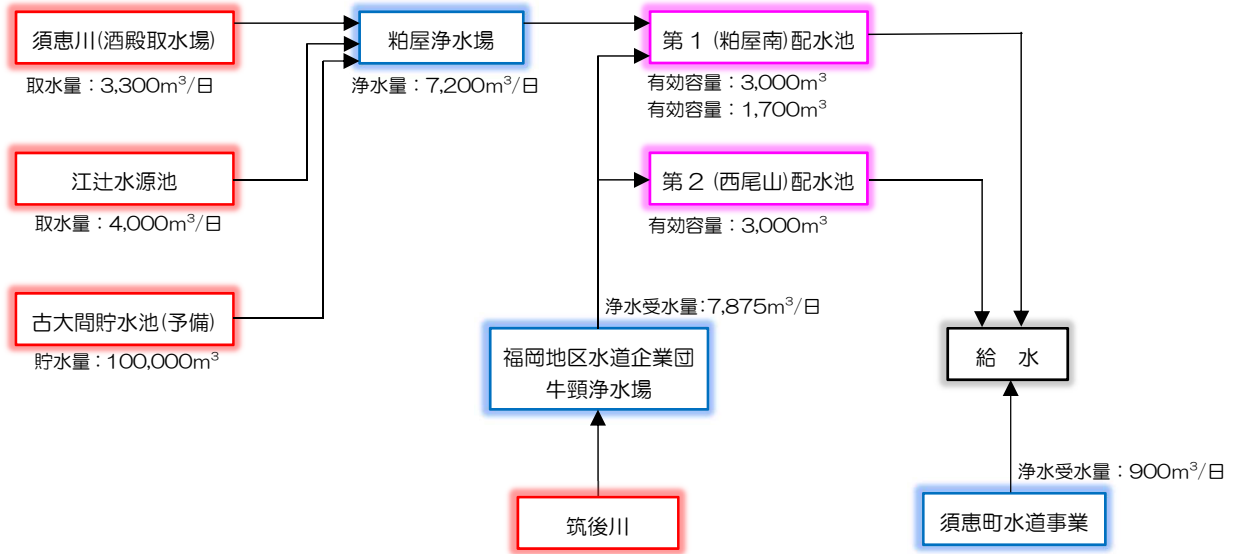 須恵川(酒殿取水場)
取水量：3,300m³/日
江辻水源池
取水量：4,000m³/日
古大間貯水池(予備)
貯水量：100,000m³
粕屋浄水場
浄水量：7,200m³/日
第1(粕屋南)配水池
有効容量：3,000m³
有効容量：1,700m³
第2(西尾山)配水池
有効容量：3,000m³
浄水受水量：7,875m³/日
福岡地区水道企業団
牛頸浄水場
筑後川
給 水
浄水受水量：900m³/日
須恵町水道事業